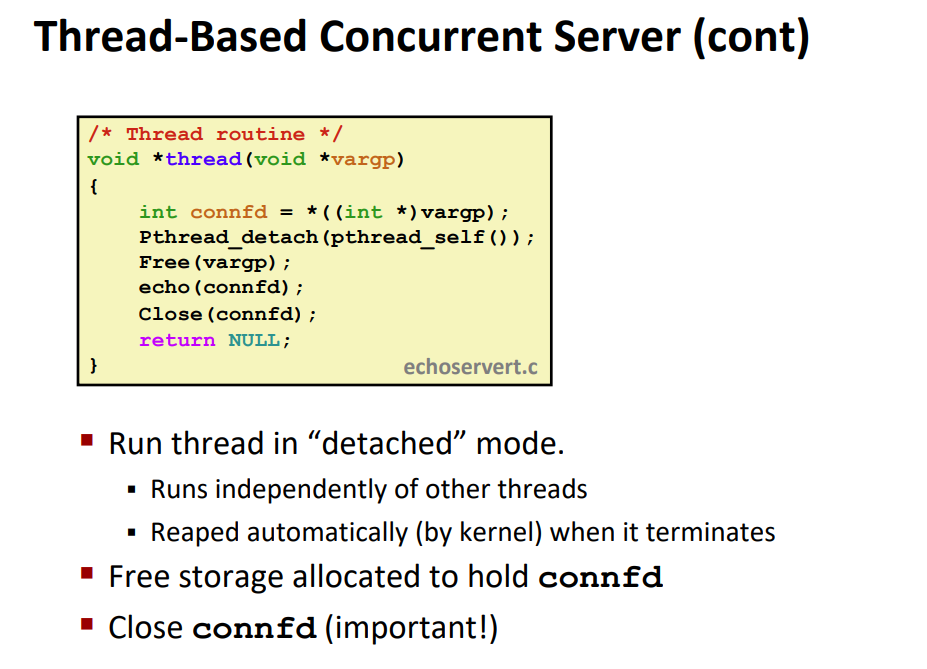 Thread-Based Concurrent Server (cont)
/* Thread routine */
void *thread(void *vargp)
{
    int connfd = *((int *)vargp);
    Pthread_detach(pthread_self());
    Free(vargp);
    echo(connfd);
    Close(connfd);
    return NULL;
}
echoservert.c
▪ Run thread in “detached” mode.
▪ Runs independently of other threads
▪ Reaped automatically (by kernel) when it terminates
▪ Free storage allocated to hold connfd
▪ Close connfd (important!)